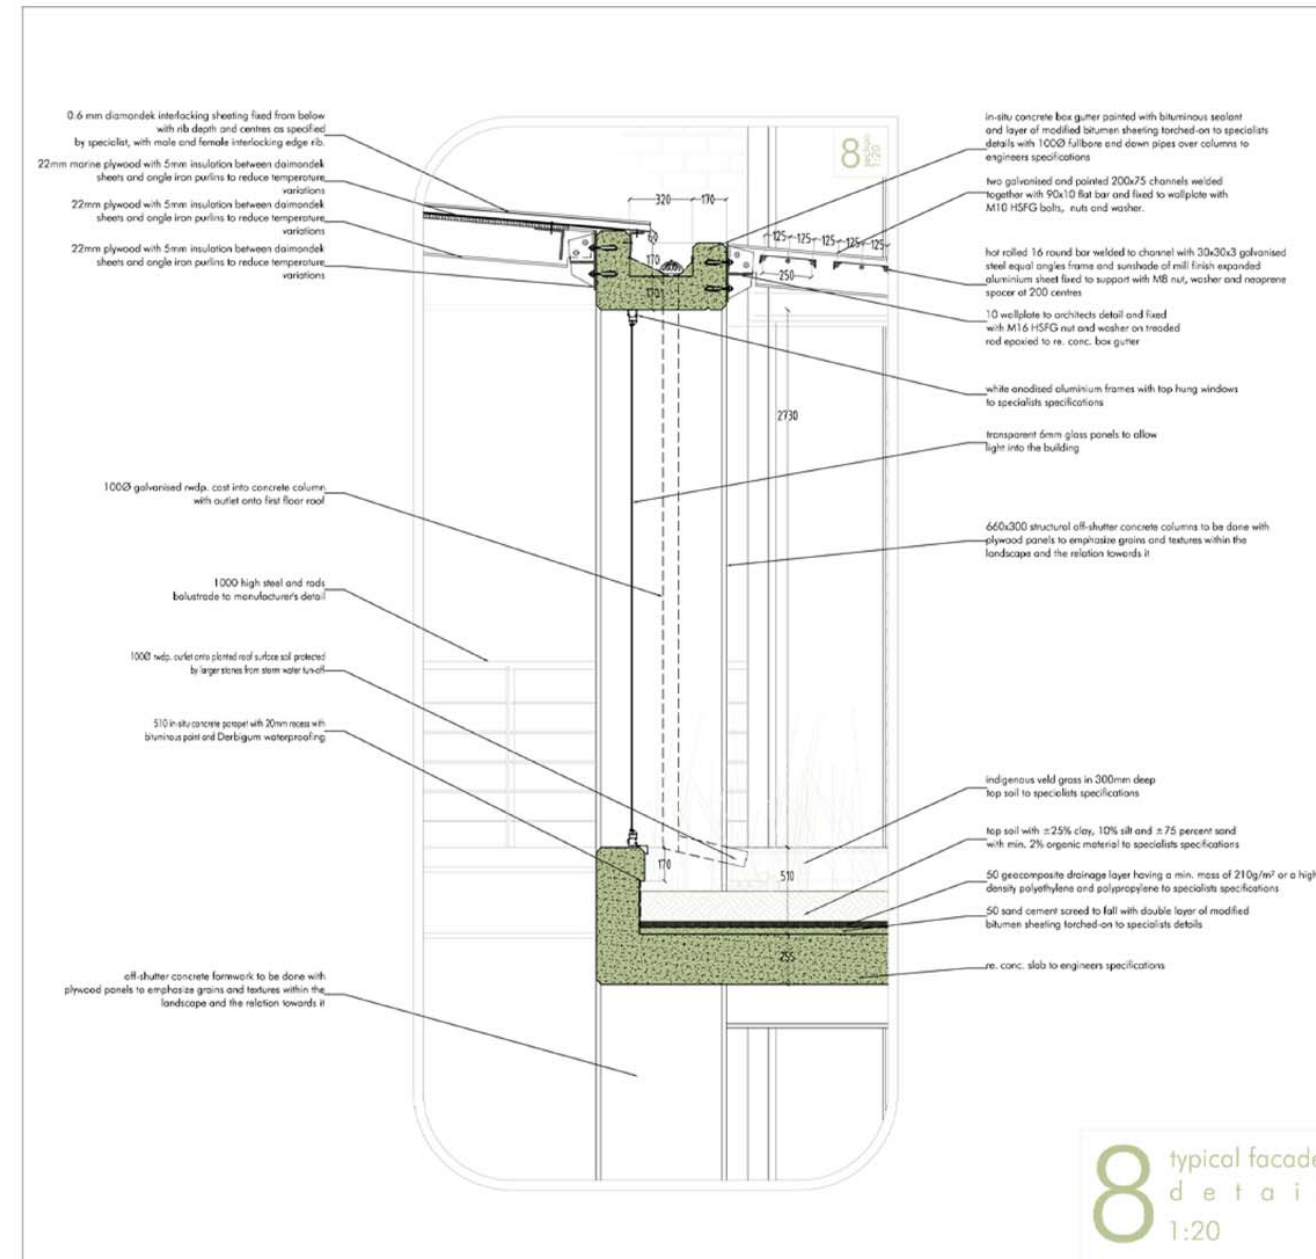 0.6 mm diamondek interlocking sheeting fixed from below
with rib depth and centres as specified
by specialist, with male and female interlocking edge rib.
22mm marine plywood with 5mm insulation between daimondek
sheets and angle iron purlins to reduce temperature
variations
22mm plywood with 5mm insulation between daimondek
sheets and angle iron purlins to reduce temperature
variations
22mm plywood with 5mm insulation between daimondek
sheets and angle iron purlins to reduce temperature
variations
100Ø galvanised rwdp. cast into concrete column
with outlet onto first floor roof
1000 high steel and rods
balustrade to manufacturer's detail
100Ø rwdp. outlet onto planted roof surface soil protected
by larger stones from storm water run-off
510 in-situ concrete parapet with 20mm recess with
bituminous paint and Derbigum waterproofing
off-shutter concrete formwork to be done with
plywood panels to emphasize grains and textures within the
landscape and the relation towards it
8
section
1:20
320
170
60
170
170
125
125
125
125
125
250
2730
170
510
255
in-situ concrete box gutter painted with bituminous sealant
and layer of modified bitumen sheeting torched-on to specialists
details with 100Ø fullbore and down pipes over columns to
engineers specifications
two galvanised and painted 200x75 channels welded
together with 90x10 flat bar and fixed to wallplate with
M10 HSFG bolts, nuts and washer.
hot rolled 16 round bar welded to channel with 30x30x3 galvanised
steel equal angles frame and sunshade of mill finish expanded
aluminium sheet fixed to support with M8 nut, washer and neoprene
spacer at 200 centres
10 wallplate to architects detail and fixed
with M16 HSFG nut and washer on treaded
rod epoxied to re. conc. box gutter
white anodised aluminium frames with top hung windows
to specialists specifications
transparent 6mm glass panels to allow
light into the building
660x300 structural off-shutter concrete columns to be done with
plywood panels to emphasize grains and textures within the
landscape and the relation towards it
indigenous veld grass in 300mm deep
top soil to specialists specifications
top soil with ±25% clay, 10% silt and ±75 percent sand
with min. 2% organic material to specialists specifications
50 geocomposite drainage layer having a min. mass of 210g/m² or a high
density polyethylene and polypropylene to specialists specifications
50 sand cement screed to fall with double layer of modified
bitumen sheeting torched-on to specialists details
re. conc. slab to engineers specifications
8
typical facade
d e t a i
1:20